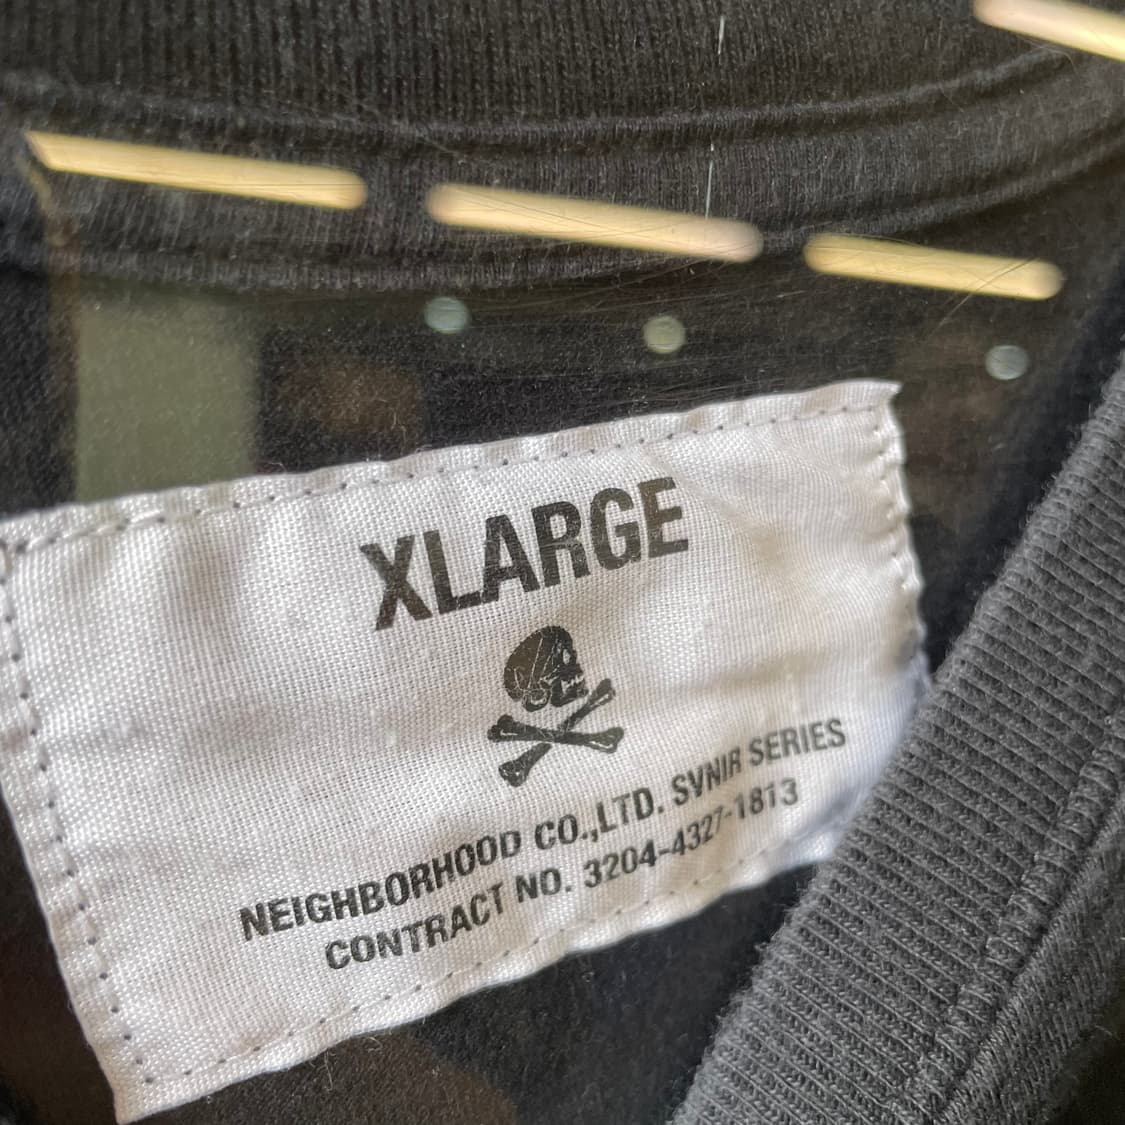 XLARGE
NEIGHBORHOOD CO.,LTD. SVNIR SERIES
CONTRACT NO. 3204-4327-1813